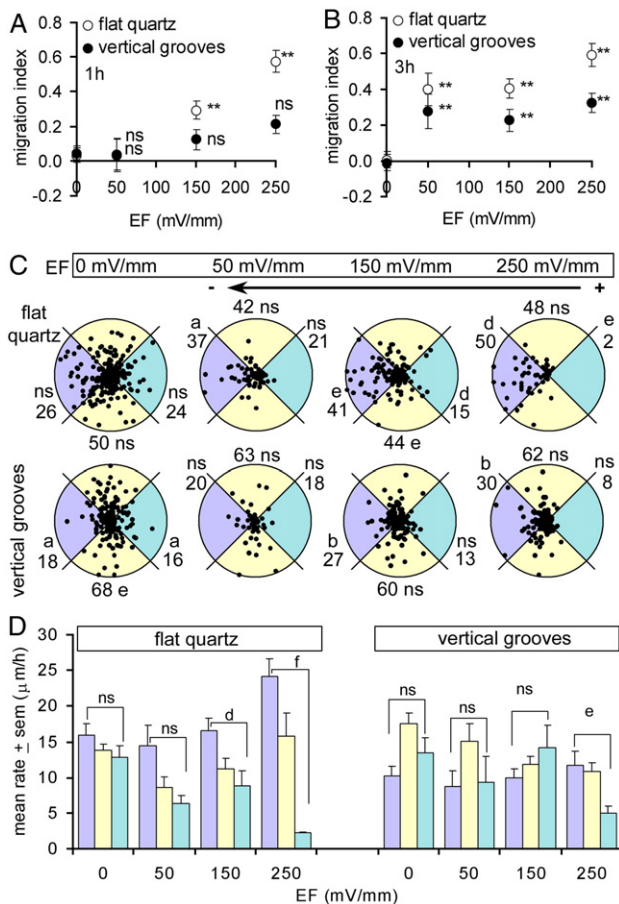 A
flat quartz
vertical grooves
1h
migration index
0.8
0.6
0.4
0.2
0.0
-0.2
ns
ns
**
ns
**
ns
0
50
100
150
200
250
EF (mV/mm)
B
flat quartz
vertical grooves
3h
migration index
0.8
0.6
0.4
0.2
0.0
-0.2
**
**
**
**
**
**
0
50
100
150
200
250
EF (mV/mm)
C
EF 0 mV/mm 50 mV/mm 150 mV/mm 250 mV/mm
- +
flat quartz
ns 26
ns 24
50 ns
42 ns
a 37
ns 21
e 41
d 15
44 e
48 ns
d 50
e 2
vertical grooves
a 18
a 16
68 e
63 ns
ns 20
ns 18
b 27
ns 13
60 ns
62 ns
b 30
ns 8
D
flat quartz
vertical grooves
mean rate ± sem (μm/h)
30
25
20
15
10
5
0
ns
ns
d
f
ns
ns
ns
e
0 50 150 250 0 50 150 250
EF (mV/mm)